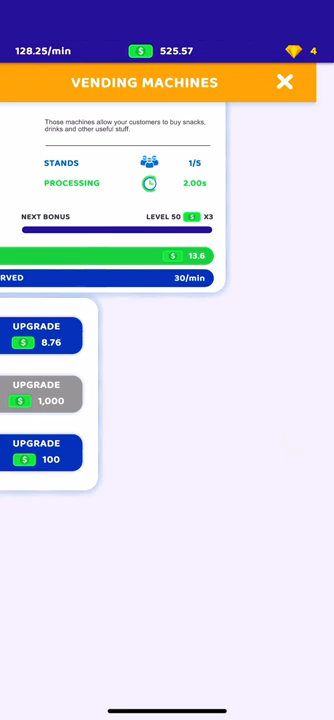 128.25/min $ 525.57 4
VENDING MACHINES
Those machines allow your customers to buy snacks,
drinks and other useful stuff.
STANDS 1/5
PROCESSING 2.00s
NEXT BONUS LEVEL 50 $ X3
$ 13.6
RVED 30/min
UPGRADE
$ 8.76
UPGRADE
$ 1,000
UPGRADE
$ 100